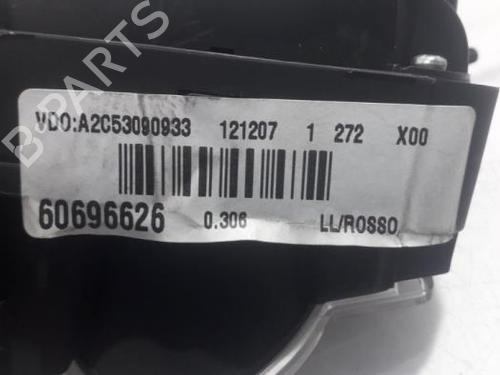 B-PARTS
VDO:A2C53090933 121207 1 272 X00
60696626 0.306 LL/ROSSO